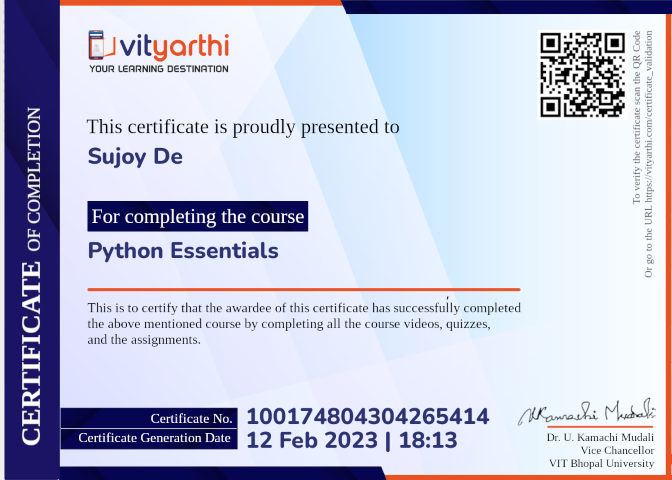 vityarthi
YOUR LEARNING DESTINATION
This certificate is proudly presented to
Sujoy De
For completing the course
Python Essentials
This is to certify that the awardee of this certificate has successfully completed
the above mentioned course by completing all the course videos, quizzes,
and the assignments.
Certificate No. 100174804304265414
Certificate Generation Date 12 Feb 2023 | 18:13
Dr. U. Kamachi Mudali
Vice Chancellor
VIT Bhopal University
CERTIFICATE OF COMPLETION
To verify the certificate scan the QR Code
Or go to the URL https://vityarthi.com/certificate_validation